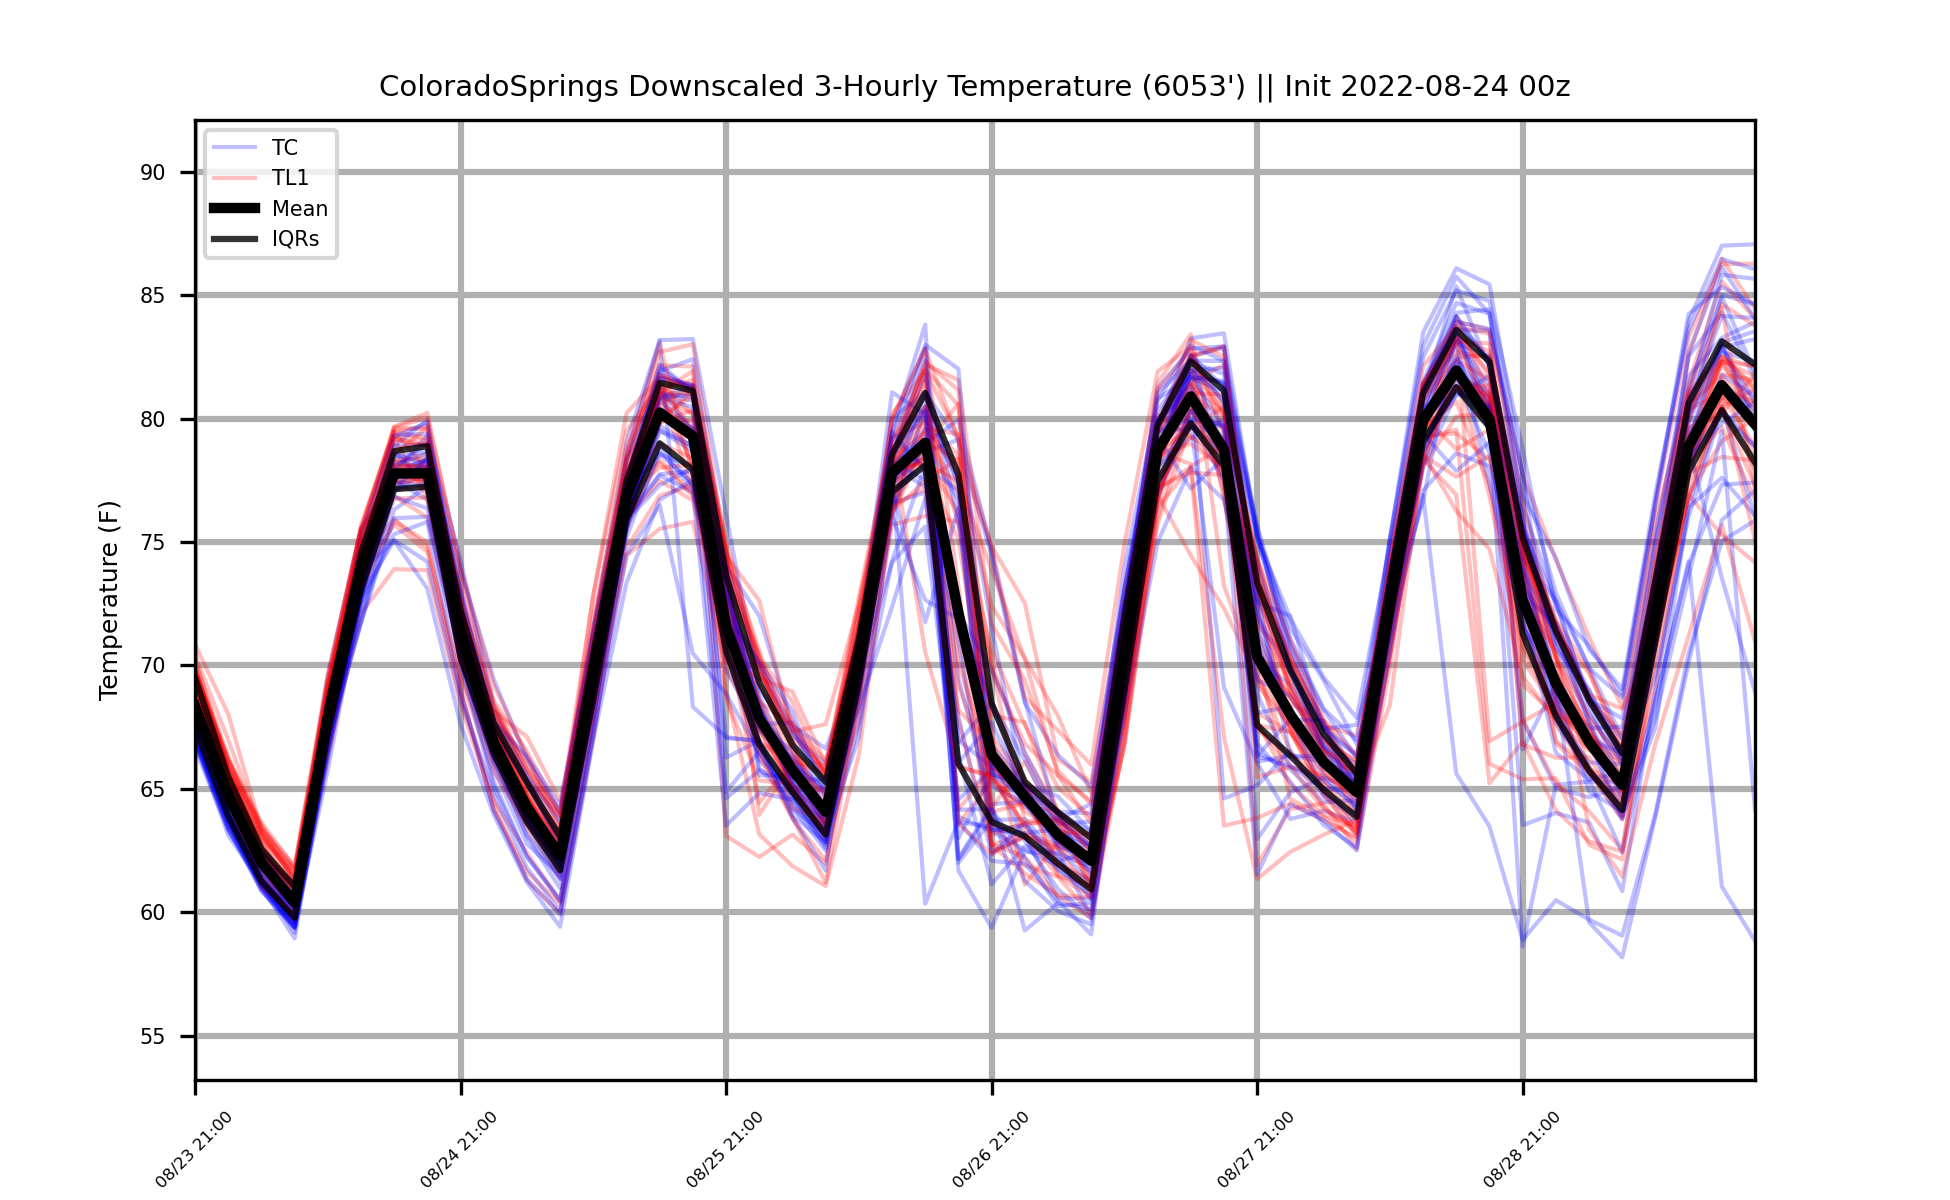 ColoradoSprings Downscaled 3-Hourly Temperature (6053') || Init 2022-08-24 00z
TC
TL1
Mean
IQRs
90
85
80
75
70
65
60
55
Temperature (F)
08/23 21:00
08/24 21:00
08/25 21:00
08/26 21:00
08/27 21:00
08/28 21:00